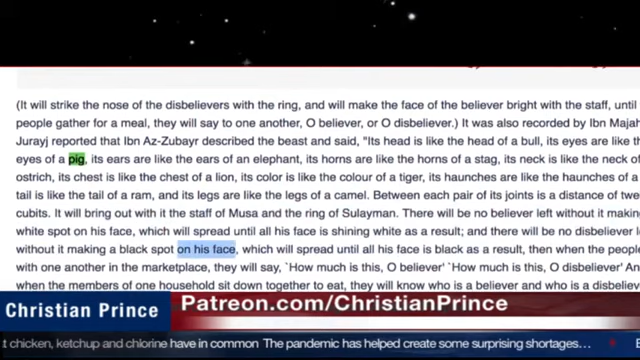 (It will strike the nose of the disbelievers with the ring, and will make the face of the believer bright with the staff, until
people gather for a meal, they will say to one another, O believer, or O disbeliever.) It was also recorded by Ibn Majah
Jurayj reported that Ibn Az-Zubayr described the beast and said, "Its head is like the head of a bull, its eyes are like the
eyes of a pig, its ears are like the ears of an elephant, its horns are like the horns of a stag, its neck is like the neck of
ostrich, its chest is like the chest of a lion, its color is like the colour of a tiger, its haunches are like the haunches of a
tail is like the tail of a ram, and its legs are like the legs of a camel. Between each pair of its joints is a distance of twe
cubits. It will bring out with it the staff of Musa and the ring of Sulayman. There will be no believer left without it making
white spot on his face, which will spread until all his face is shining white as a result; and there will be no disbeliever le
without it making a black spot on his face, which will spread until all his face is black as a result, then when the people
with one another in the marketplace, they will say, `How much is this, O believer' `How much is this, O disbeliever' And
when the members of one household sit down together to eat, they will know who is a believer and who is a disbelie
Christian Prince
Patreon.com/ChristianPrince
t chicken, ketchup and chlorine have in common The pandemic has helped create some surprising shortages...